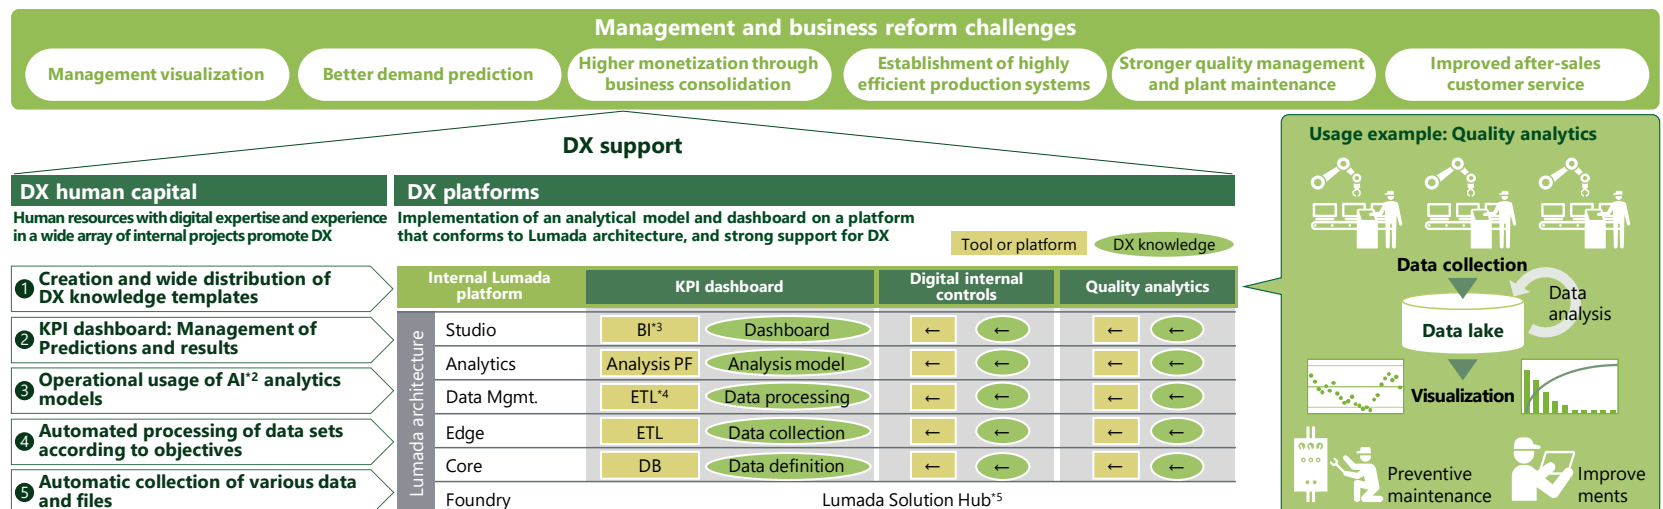 Management and business reform challenges
Management visualization
Better demand prediction
Higher monetization through
business consolidation
Establishment of highly
efficient production systems
Stronger quality management
and plant maintenance
Improved after-sales
customer service
DX support
DX human capital
Human resources with digital expertise and experience
in a wide array of internal projects promote DX
1 Creation and wide distribution of
DX knowledge templates
2 KPI dashboard: Management of
Predictions and results
3 Operational usage of AI*2 analytics
models
4 Automated processing of data sets
according to objectives
5 Automatic collection of various data
and files
DX platforms
Implementation of an analytical model and dashboard on a platform
that conforms to Lumada architecture, and strong support for DX
Tool or platform
DX knowledge
Internal Lumada
platform
KPI dashboard
Digital internal
controls
Quality analytics
Lumada architecture
Studio BI*3 Dashboard ← ← ← ←
Analytics Analysis PF Analysis model ← ← ← ←
Data Mgmt. ETL*4 Data processing ← ← ← ←
Edge ETL Data collection ← ← ← ←
Core DB Data definition ← ← ← ←
Foundry Lumada Solution Hub*5
Usage example: Quality analytics
Data collection
Data
analysis
Data lake
Visualization
Preventive
maintenance
Improve
ments